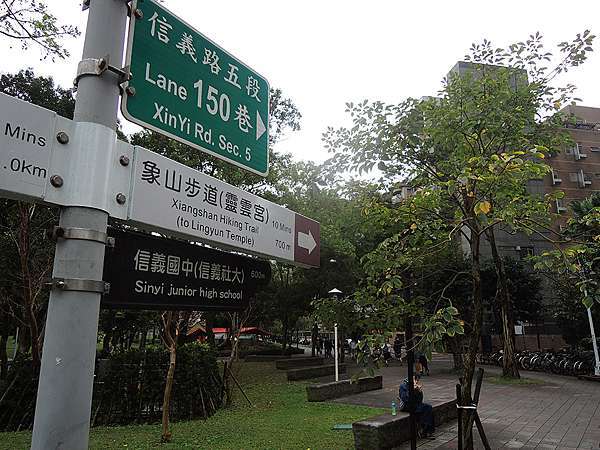 信義路五段
Lane 150 巷
XinYi Rd. Sec. 5
Mins
.0km
象山步道(靈雲宮)
Xiangshan Hiking Trail
(to Lingyun Temple)
10 Mins
700 m
信義國中(信義社大)
600m
Sinyi junior high school